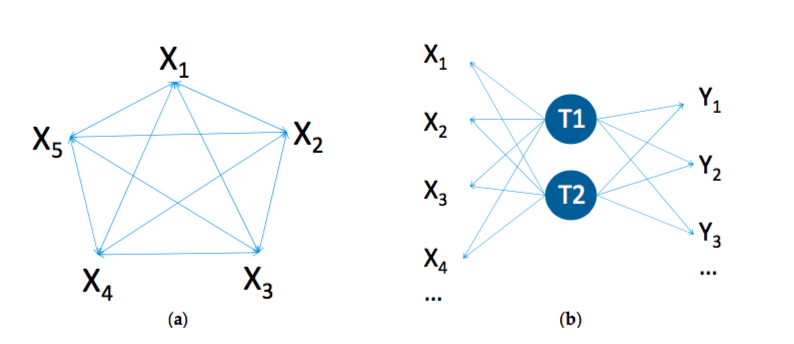 X1
X2
X3
X4
X5
(a)
X1
X2
X3
X4
...
T1
T2
Y1
Y2
Y3
...
(b)